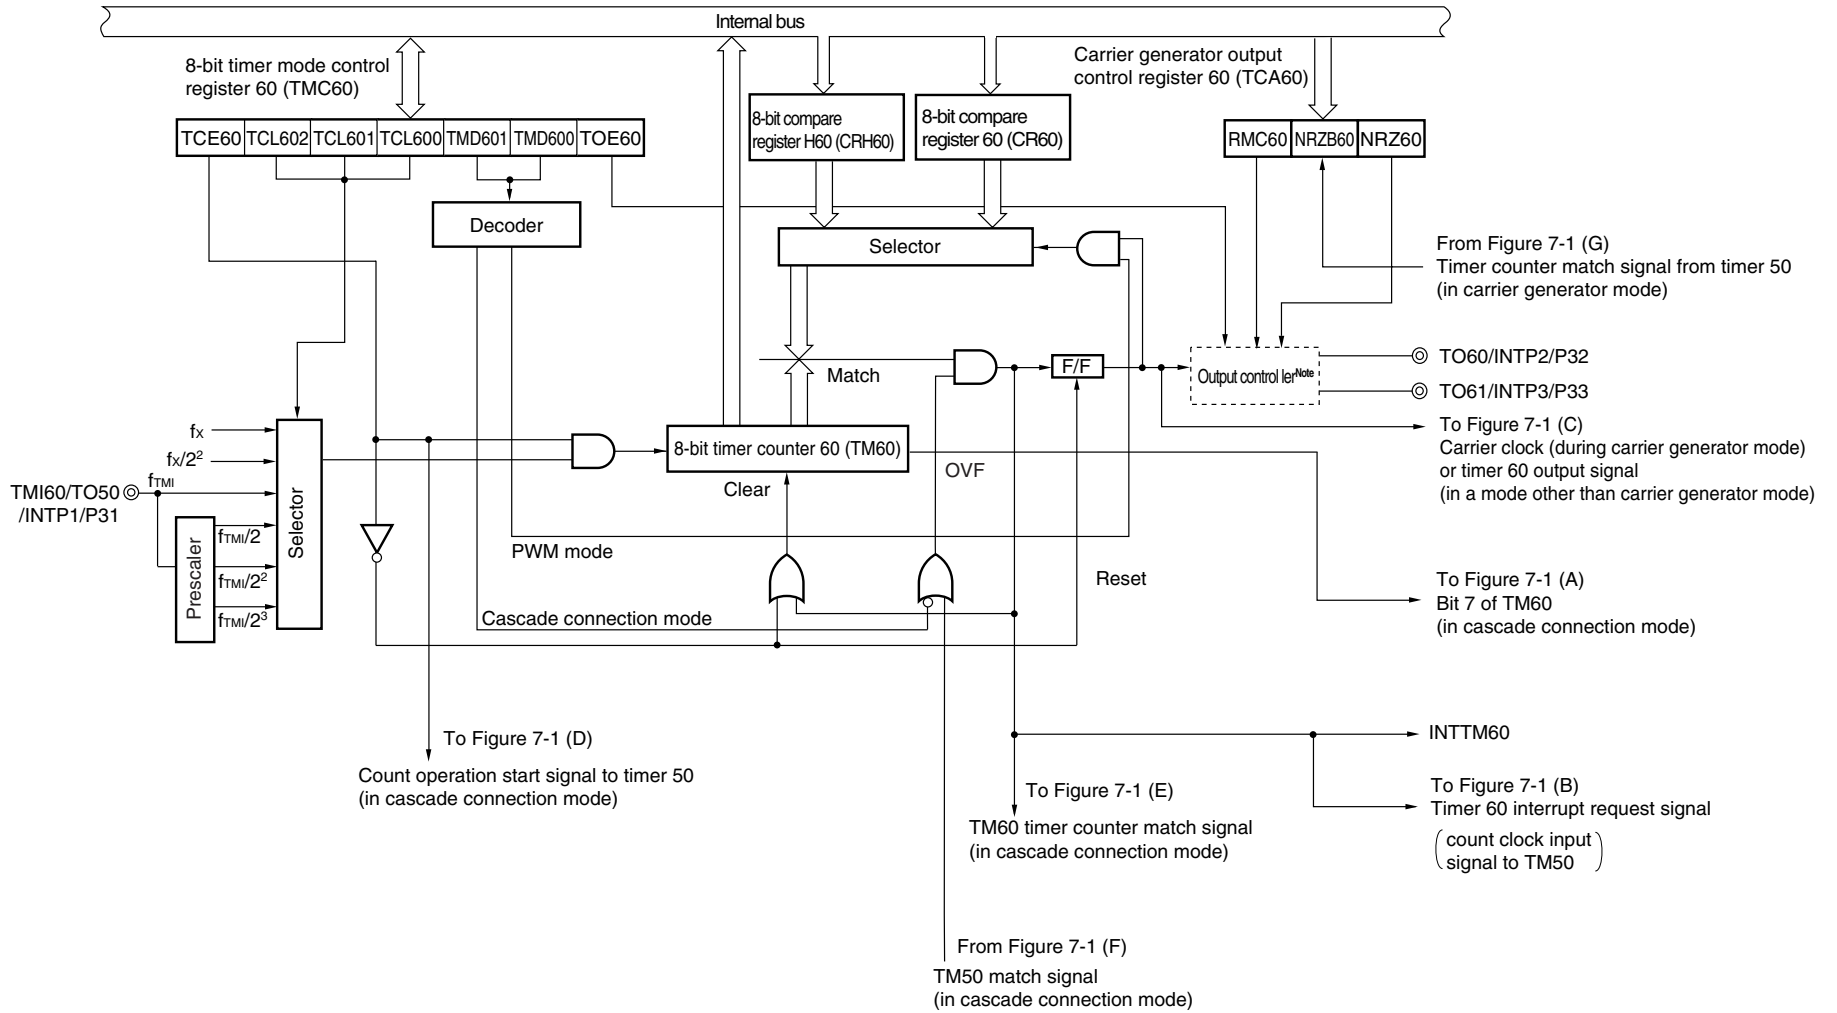 Internal bus
8-bit timer mode control
register 60 (TMC60)
Carrier generator output
control register 60 (TCA60)
TCE60 TCL602 TCL601 TCL600 TMD601 TMD600 TOE60
8-bit compare
register H60 (CRH60)
8-bit compare
register 60 (CR60)
RMC60 NRZB60 NRZ60
Decoder
Selector
From Figure 7-1 (G)
Timer counter match signal from timer 50
(in carrier generator mode)
Match
F/F
Output control lerNote
TO60/INTP2/P32
TO61/INTP3/P33
To Figure 7-1 (C)
Carrier clock (during carrier generator mode)
or timer 60 output signal
(in a mode other than carrier generator mode)
fX
fX/2²
fTMI
TMI60/TO50
/INTP1/P31
Prescaler
fTMI/2
fTMI/2²
fTMI/2³
Selector
8-bit timer counter 60 (TM60)
OVF
Clear
PWM mode
Reset
Cascade connection mode
To Figure 7-1 (A)
Bit 7 of TM60
(in cascade connection mode)
To Figure 7-1 (D)
Count operation start signal to timer 50
(in cascade connection mode)
INTTM60
To Figure 7-1 (E)
TM60 timer counter match signal
(in cascade connection mode)
To Figure 7-1 (B)
Timer 60 interrupt request signal
(count clock input
signal to TM50)
From Figure 7-1 (F)
TM50 match signal
(in cascade connection mode)